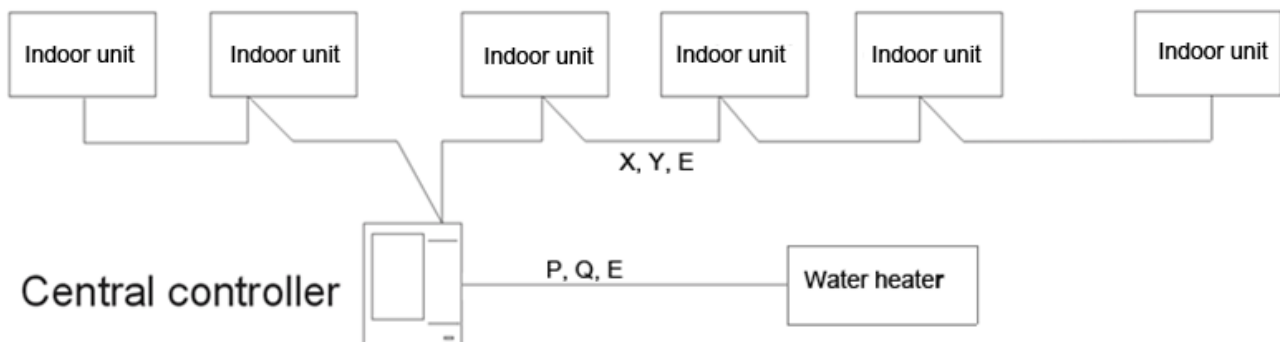 Indoor unit
Indoor unit
Indoor unit
Indoor unit
Indoor unit
Indoor unit
X, Y, E
P, Q, E
Central controller
Water heater